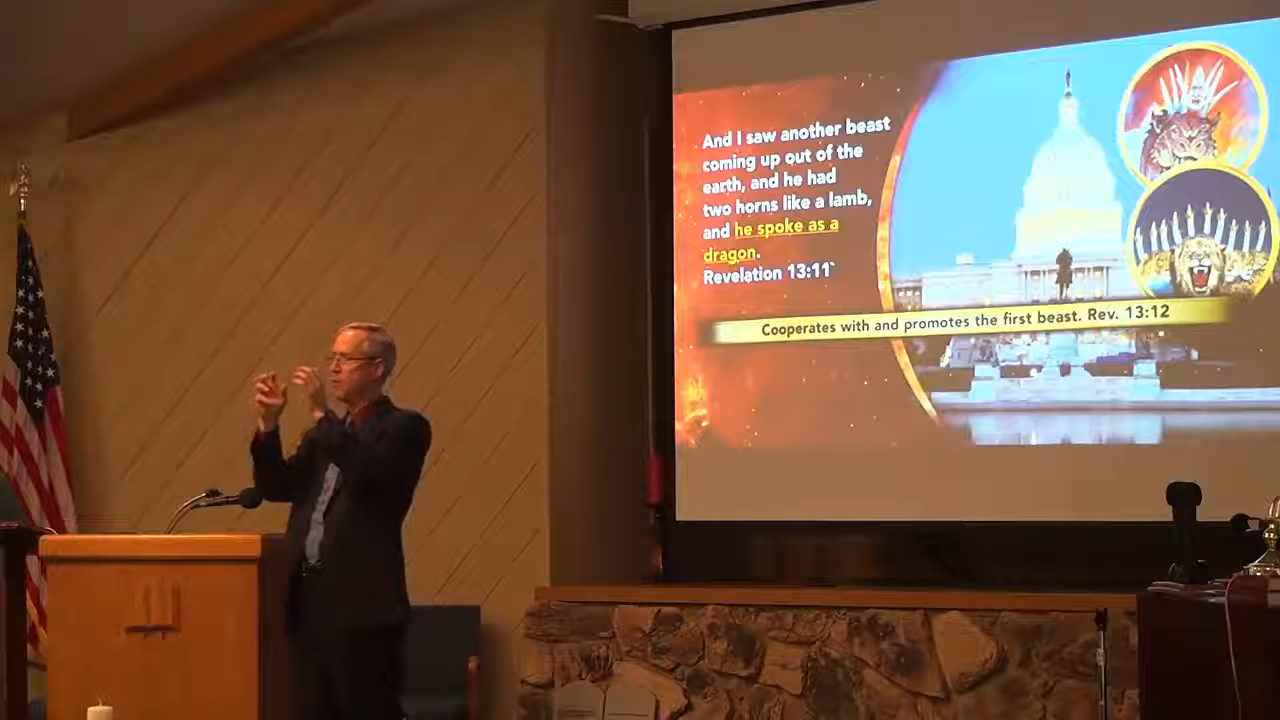 And I saw another beast
coming up out of the
earth, and he had
two horns like a lamb,
and he spoke as a
dragon.
Revelation 13:11`
Cooperates with and promotes the first beast. Rev. 13:12